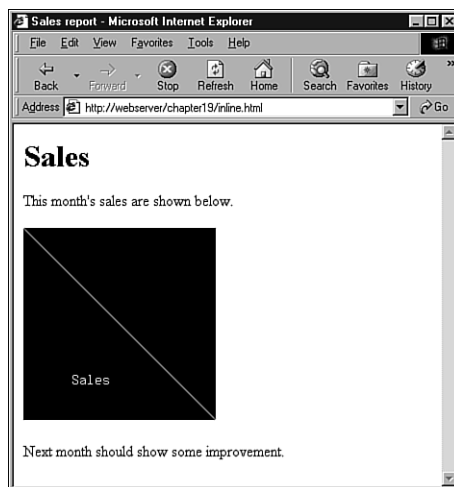 Sales report - Microsoft Internet Explorer
File Edit View Favorites Tools Help
Back Forward Stop Refresh Home Search Favorites History »
Address http://webserver/chapter19/inline.html Go
Sales
This month's sales are shown below.
Sales
Next month should show some improvement.